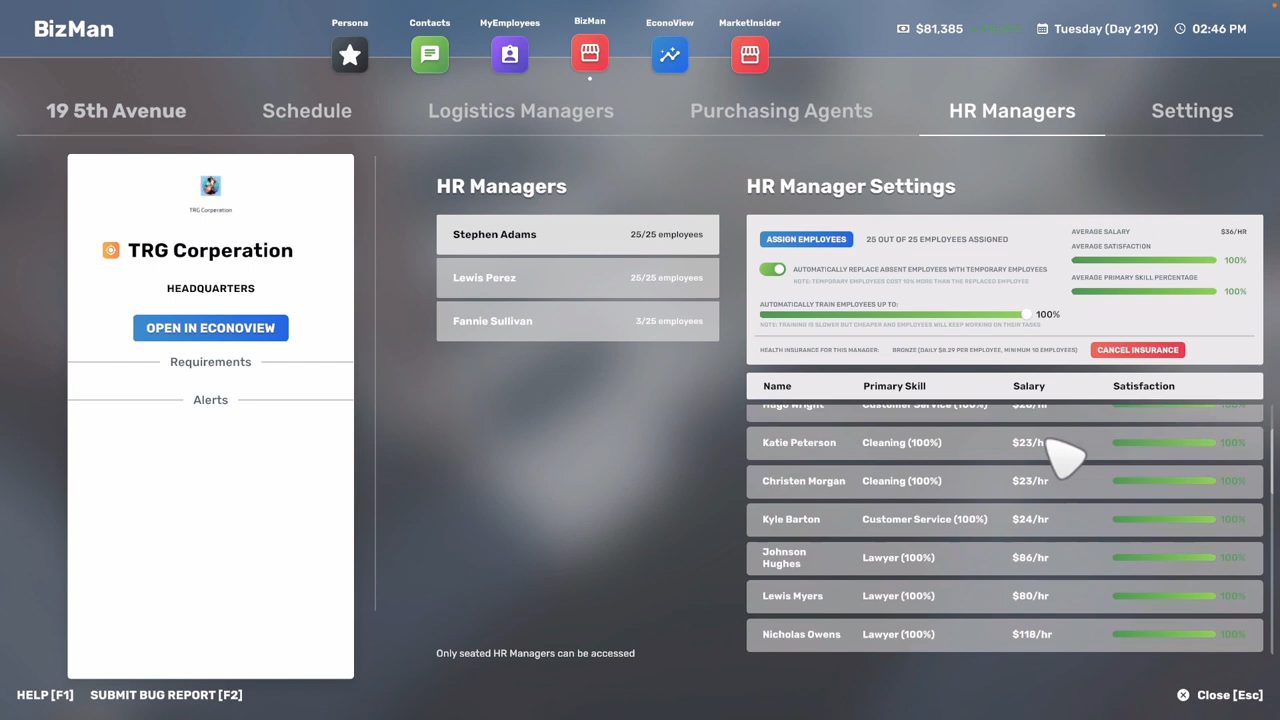 BizMan
Persona
Contacts
MyEmployees
BizMan
EconoView
MarketInsider
$81,385
Tuesday (Day 219)
02:46 PM
19 5th Avenue
Schedule
Logistics Managers
Purchasing Agents
HR Managers
Settings
TRG Corperation
TRG Corperation
HEADQUARTERS
OPEN IN ECONOVIEW
Requirements
Alerts
HR Managers
Stephen Adams 25/25 employees
Lewis Perez 25/25 employees
Fannie Sullivan 3/25 employees
Only seated HR Managers can be accessed
HR Manager Settings
ASSIGN EMPLOYEES 25 OUT OF 25 EMPLOYEES ASSIGNED
AUTOMATICALLY REPLACE ABSENT EMPLOYEES WITH TEMPORARY EMPLOYEES
NOTE: TEMPORARY EMPLOYEES COST 10% MORE THAN THE REPLACED EMPLOYEE
AUTOMATICALLY TRAIN EMPLOYEES UP TO:
100%
NOTE: TRAINING IS SLOWER BUT CHEAPER AND EMPLOYEES WILL KEEP WORKING ON THEIR TASKS
AVERAGE SALARY $36/HR
AVERAGE SATISFACTION
100%
AVERAGE PRIMARY SKILL PERCENTAGE
100%
HEALTH INSURANCE FOR THIS MANAGER: BRONZE (DAILY $8.29 PER EMPLOYEE, MINIMUM 10 EMPLOYEES) CANCEL INSURANCE
Name Primary Skill Salary Satisfaction
Hugo Wright Customer Service (100%) 100%
Katie Peterson Cleaning (100%) $23/h 100%
Christen Morgan Cleaning (100%) $23/hr 100%
Kyle Barton Customer Service (100%) $24/hr 100%
Johnson
Hughes Lawyer (100%) $86/hr 100%
Lewis Myers Lawyer (100%) $80/hr 100%
Nicholas Owens Lawyer (100%) $118/hr 100%
HELP [F1]
SUBMIT BUG REPORT [F2]
Close [Esc]